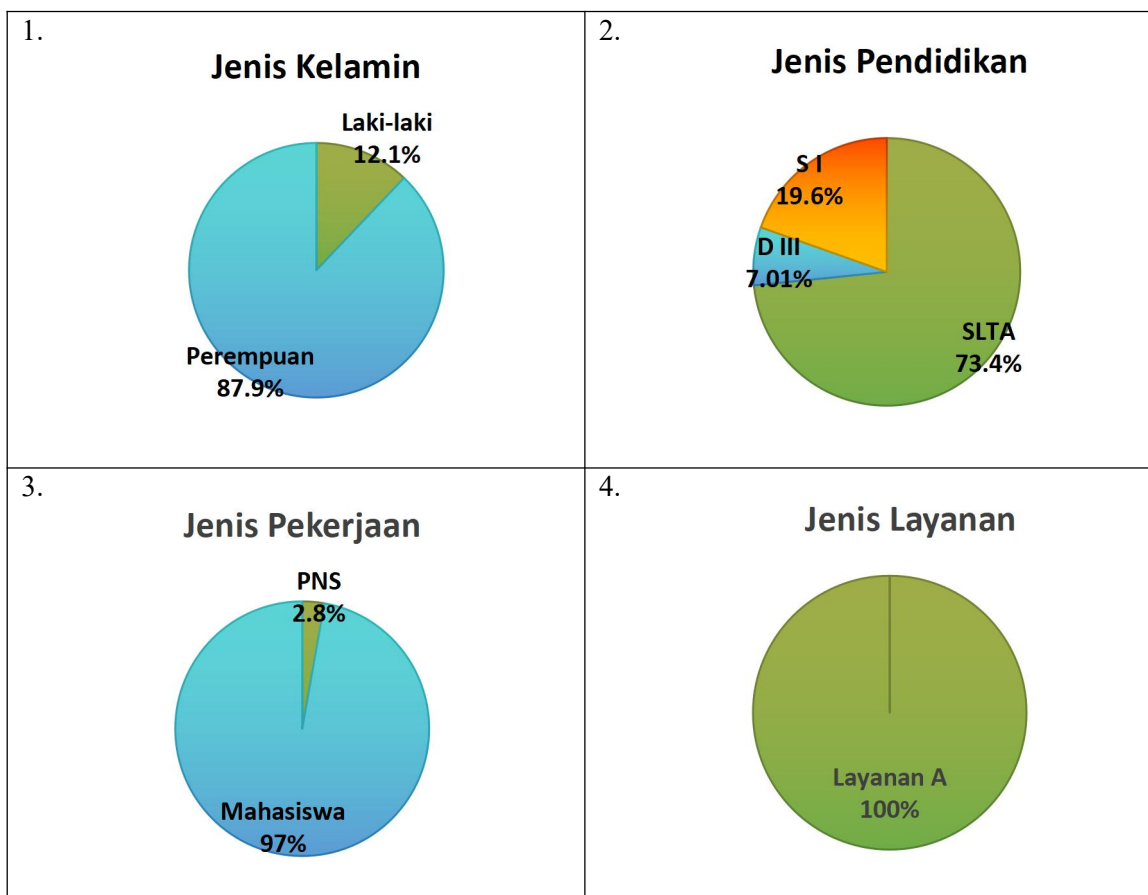 1.
Jenis Kelamin
Laki-laki
12.1%
Perempuan
87.9%
2.
Jenis Pendidikan
S I
19.6%
D III
7.01%
SLTA
73.4%
3.
Jenis Pekerjaan
PNS
2.8%
Mahasiswa
97%
4.
Jenis Layanan
Layanan A
100%